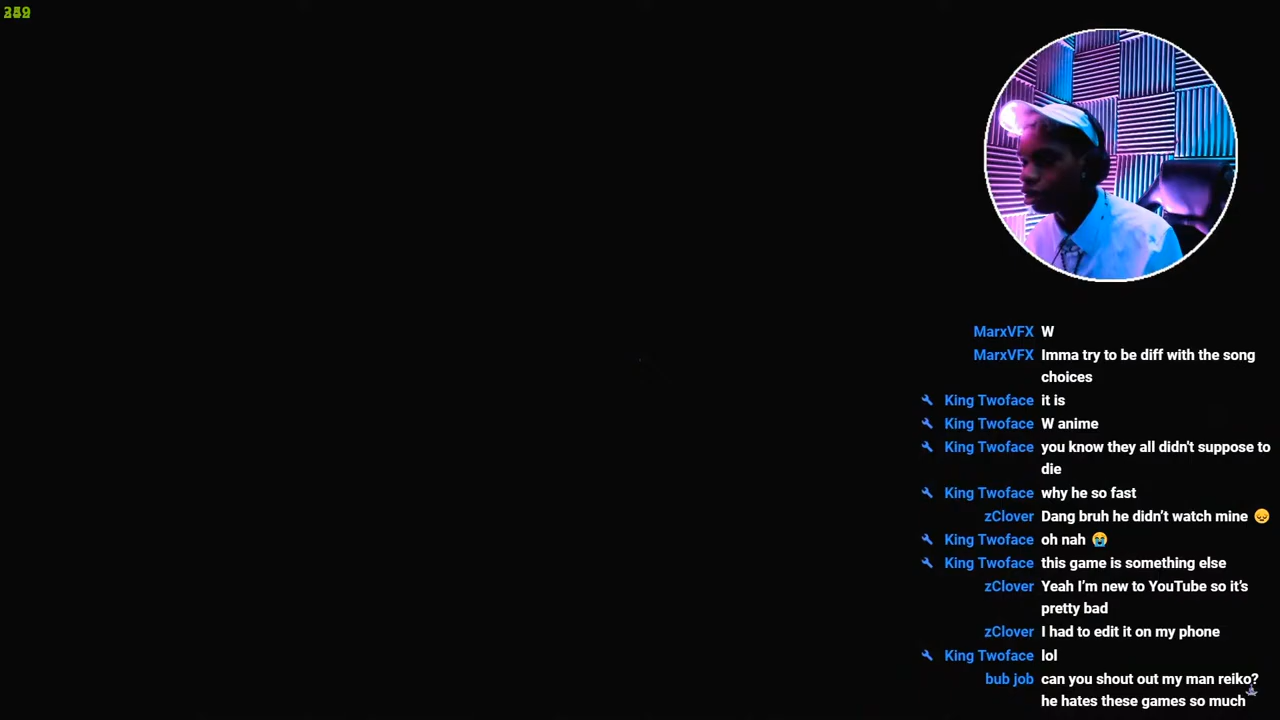 MarxVFX W
MarxVFX Imma try to be diff with the song
choices
King Twoface it is
King Twoface W anime
King Twoface you know they all didn't suppose to
die
King Twoface why he so fast
zClover Dang bruh he didn’t watch mine 😞
King Twoface oh nah 😭
King Twoface this game is something else
zClover Yeah I’m new to YouTube so it’s
pretty bad
zClover I had to edit it on my phone
King Twoface lol
bub job can you shout out my man reiko?
he hates these games so much